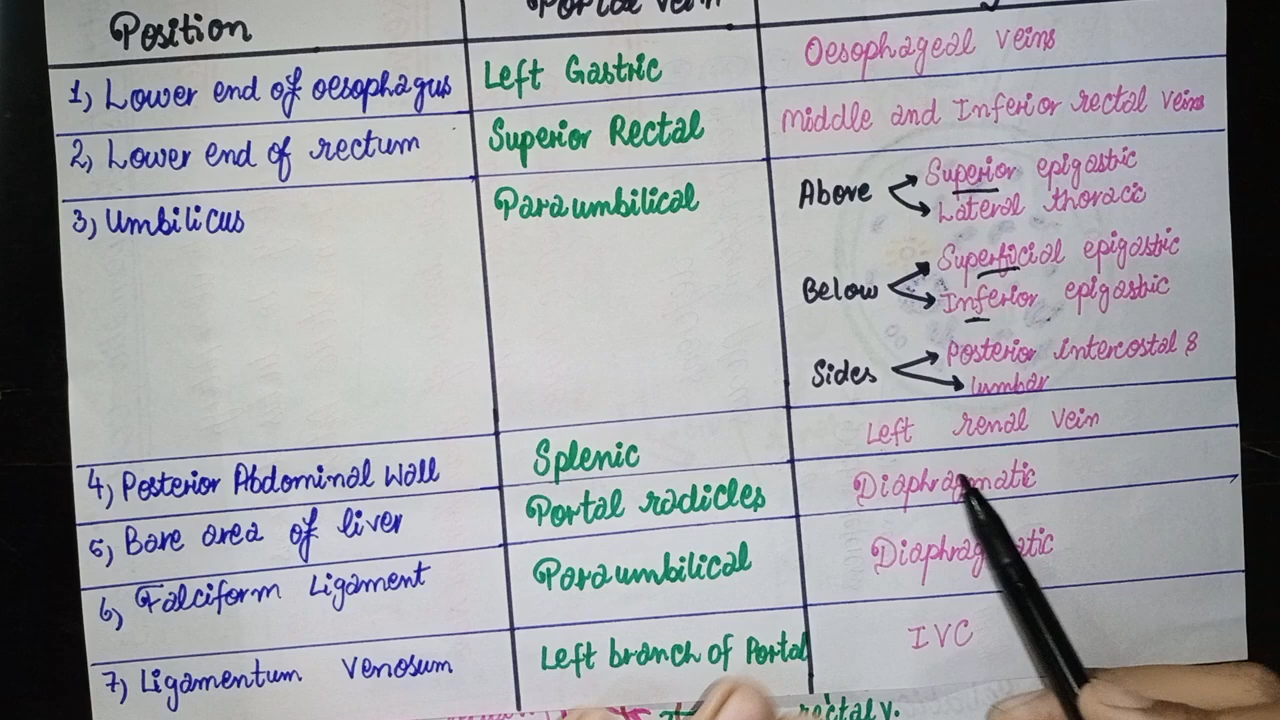 Position
Portal vein
1, Lower end of oesophagus
Left Gastric
Oesophageal veins
2, Lower end of rectum
Superior Rectal
Middle and Inferior rectal veins
3, Umbilicus
Paraumbilical
Above
Superior epigastric
Lateral thoracic
Below
Superficial epigastric
Inferior epigastric
Sides
Posterior intercostal &
lumbar
4, Posterior Abdominal Wall
Splenic
Left renal vein
5, Bare area of liver
Portal radicles
Diaphragmatic
6, Falciform Ligament
Paraumbilical
Diaphragmatic
7, Ligamentum Venosum
Left branch of Portal
IVC
rectal v.